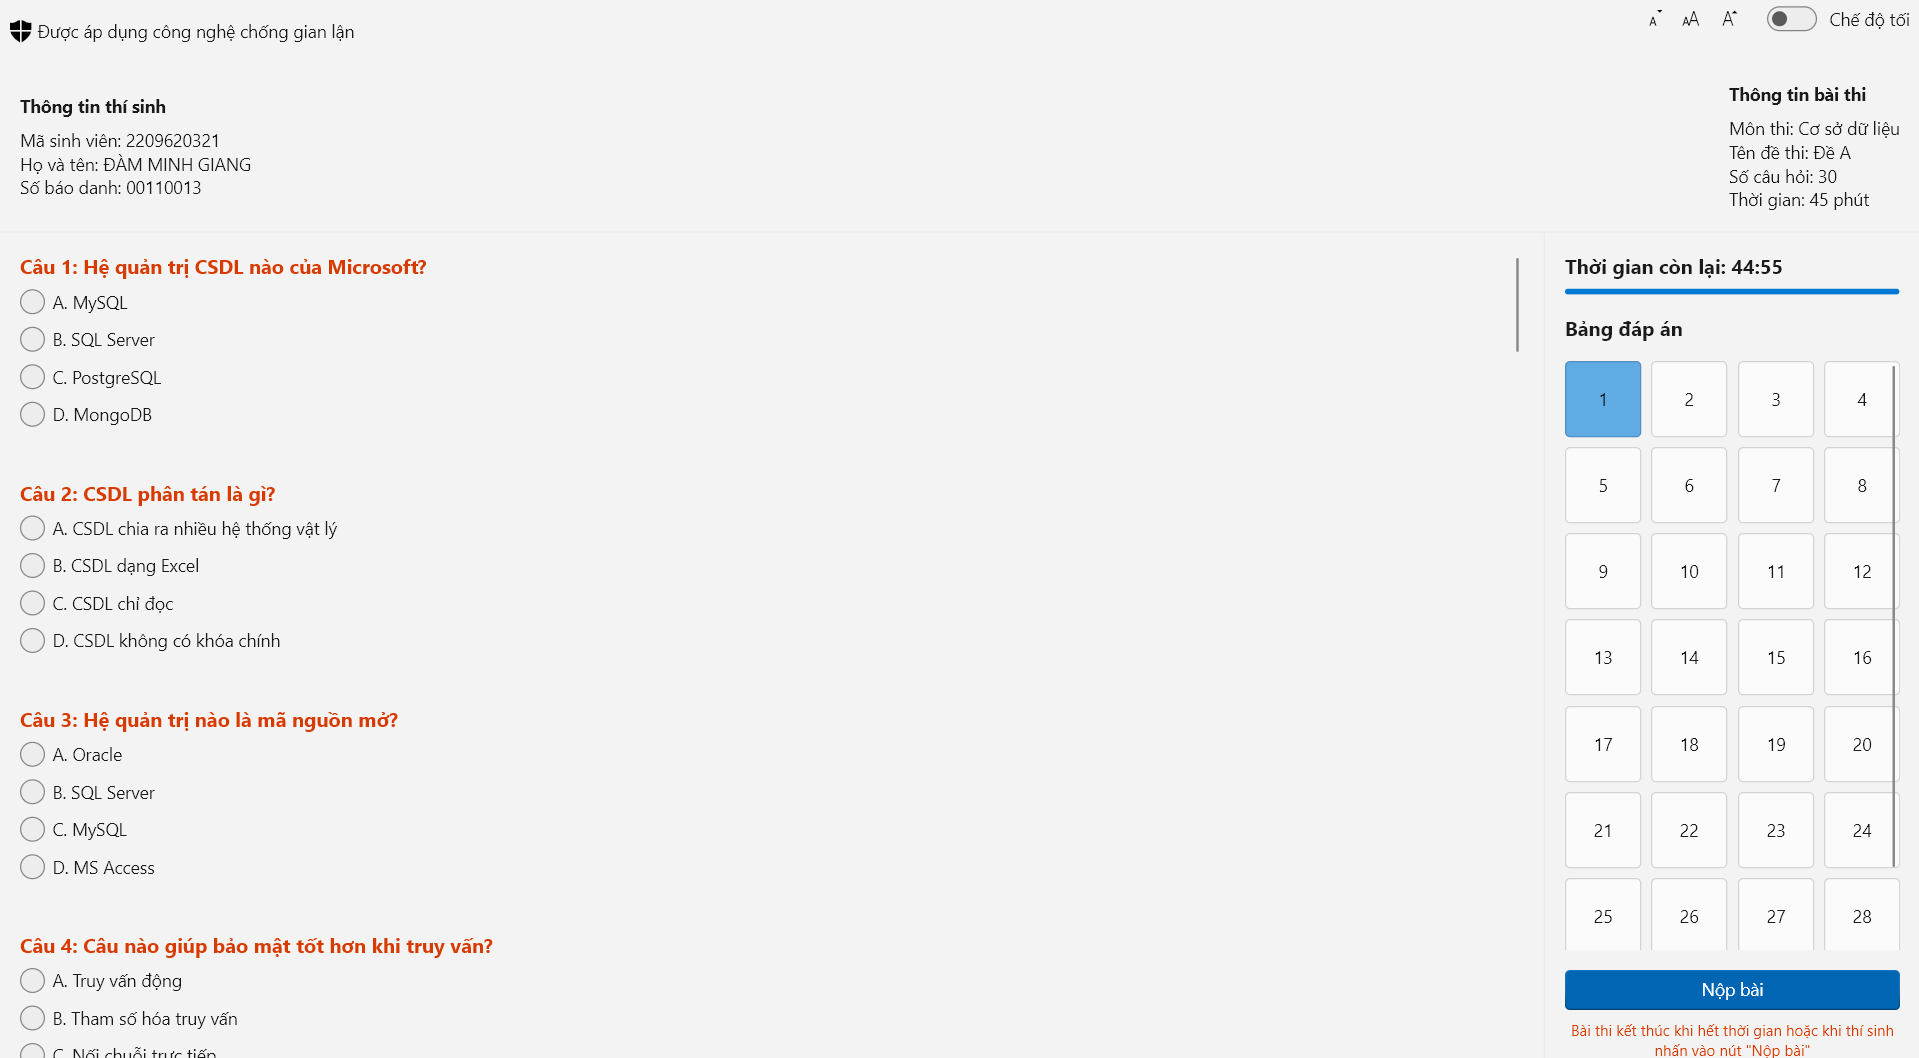 Được áp dụng công nghệ chống gian lận
A A A Chế độ tối
Thông tin thí sinh
Mã sinh viên: 2209620321
Họ và tên: ĐÀM MINH GIANG
Số báo danh: 00110013
Thông tin bài thi
Môn thi: Cơ sở dữ liệu
Tên đề thi: Đề A
Số câu hỏi: 30
Thời gian: 45 phút
Câu 1: Hệ quản trị CSDL nào của Microsoft?
A. MySQL
B. SQL Server
C. PostgreSQL
D. MongoDB
Câu 2: CSDL phân tán là gì?
A. CSDL chia ra nhiều hệ thống vật lý
B. CSDL dạng Excel
C. CSDL chỉ đọc
D. CSDL không có khóa chính
Câu 3: Hệ quản trị nào là mã nguồn mở?
A. Oracle
B. SQL Server
C. MySQL
D. MS Access
Câu 4: Câu nào giúp bảo mật tốt hơn khi truy vấn?
A. Truy vấn động
B. Tham số hóa truy vấn
C. Nối chuỗi trực tiếp
Thời gian còn lại: 44:55
Bảng đáp án
1 2 3 4
5 6 7 8
9 10 11 12
13 14 15 16
17 18 19 20
21 22 23 24
25 26 27 28
Nộp bài
Bài thi kết thúc khi hết thời gian hoặc khi thí sinh
nhấn vào nút "Nộp bài"